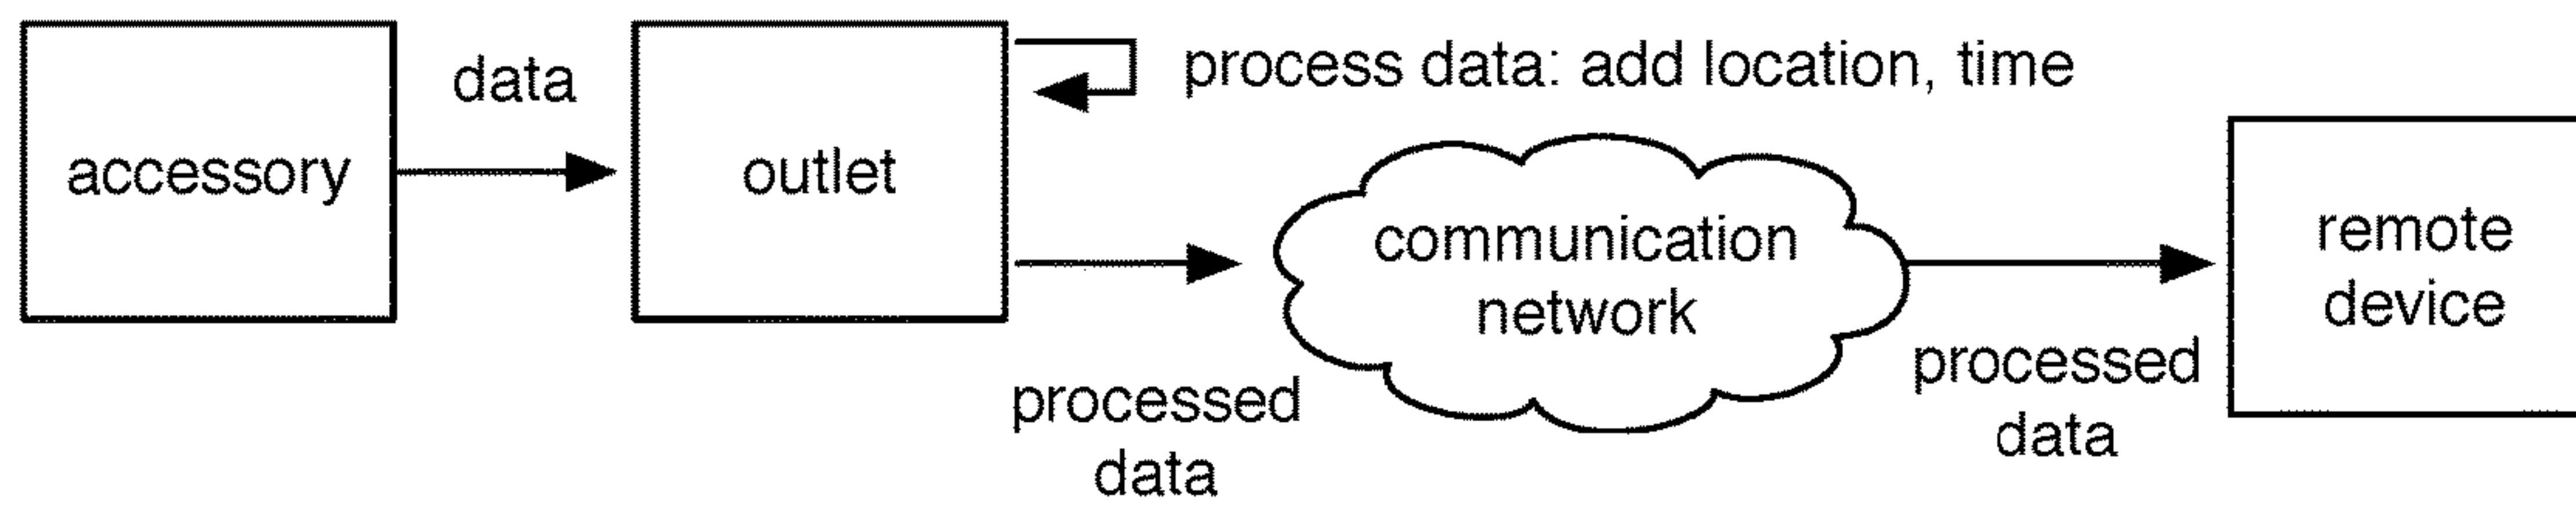 accessory
data
outlet
process data: add location, time
communication
network
processed
data
processed
data
remote
device